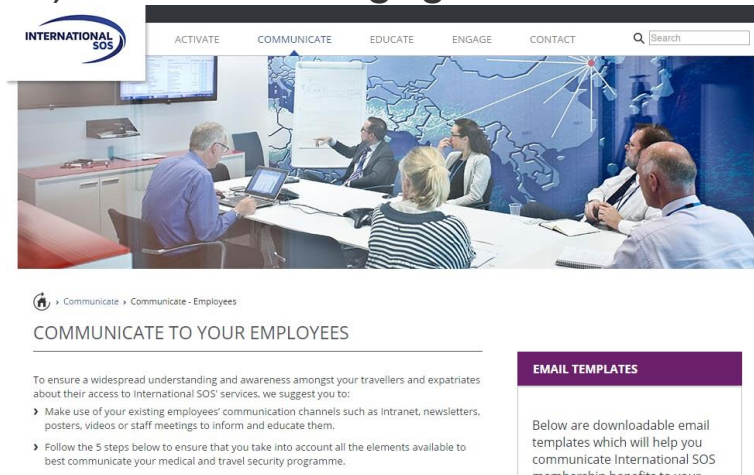 INTERNATIONAL
SOS
ACTIVATE
COMMUNICATE
EDUCATE
ENGAGE
CONTACT
Search
Communicate › Communicate - Employees
COMMUNICATE TO YOUR EMPLOYEES
To ensure a widespread understanding and awareness amongst your travellers and expatriates
about their access to International SOS' services, we suggest you to:
› Make use of your existing employees' communication channels such as Intranet, newsletters,
posters, videos or staff meetings to inform and educate them.
› Follow the 5 steps below to ensure that you take into account all the elements available to
best communicate your medical and travel security programme.
EMAIL TEMPLATES
Below are downloadable email
templates which will help you
communicate International SOS
membership benefits to your